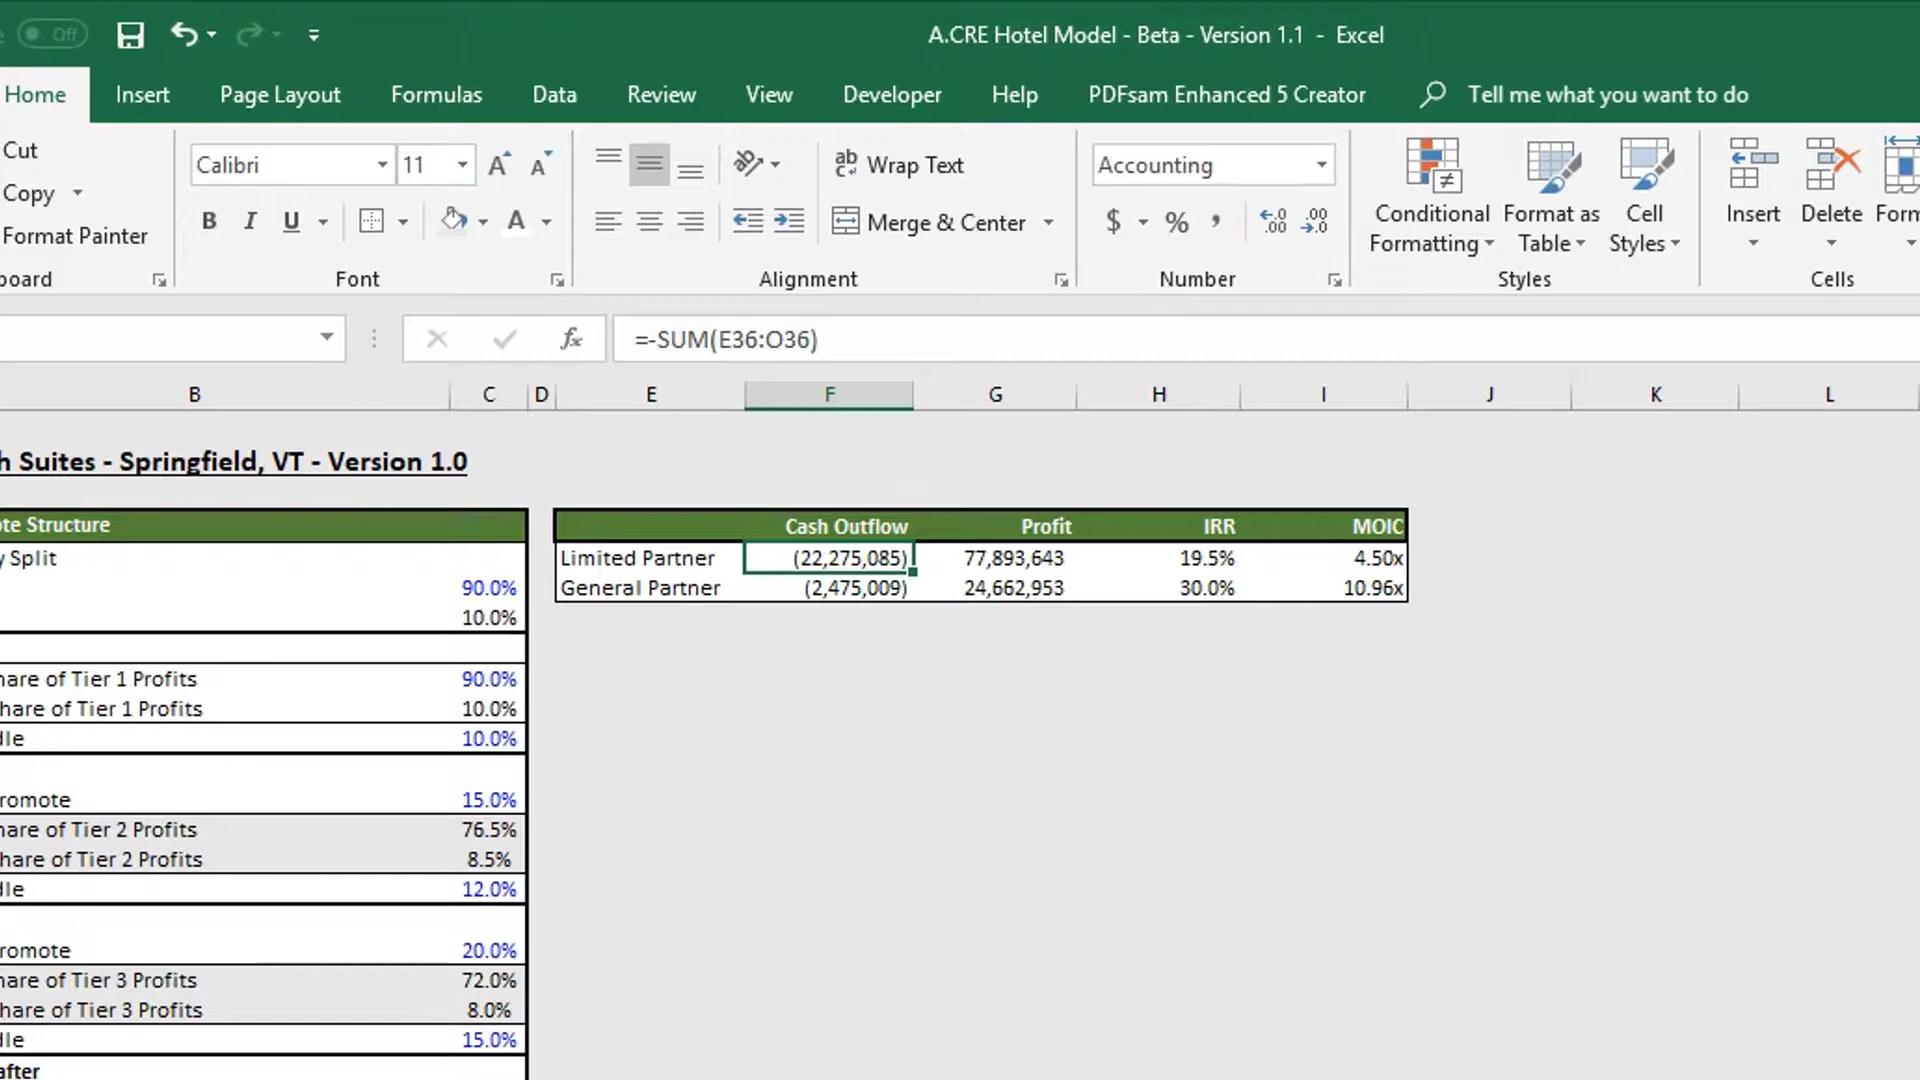 Off
A.CRE Hotel Model - Beta - Version 1.1 - Excel
Home Insert Page Layout Formulas Data Review View Developer Help PDFsam Enhanced 5 Creator Tell me what you want to do
Cut
Copy
Format Painter
Calibri 11
B I U
Font
Wrap Text
Merge & Center
Alignment
Accounting
$ % ,
Number
Conditional Formatting
Format as Table
Cell Styles
Styles
Insert Delete
Cells
fx =-SUM(E36:O36)
B C D E F G H I J K L
h Suites - Springfield, VT - Version 1.0
te Structure
y Split
90.0%
10.0%
hare of Tier 1 Profits 90.0%
hare of Tier 1 Profits 10.0%
dle 10.0%
romote 15.0%
hare of Tier 2 Profits 76.5%
hare of Tier 2 Profits 8.5%
dle 12.0%
romote 20.0%
hare of Tier 3 Profits 72.0%
hare of Tier 3 Profits 8.0%
dle 15.0%
after
Cash Outflow Profit IRR MOIC
Limited Partner (22,275,085) 77,893,643 19.5% 4.50x
General Partner (2,475,009) 24,662,953 30.0% 10.96x